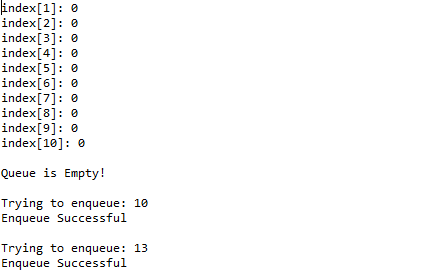 index[1]: 0
index[2]: 0
index[3]: 0
index[4]: 0
index[5]: 0
index[6]: 0
index[7]: 0
index[8]: 0
index[9]: 0
index[10]: 0
Queue is Empty!
Trying to enqueue: 10
Enqueue Successful
Trying to enqueue: 13
Enqueue Successful